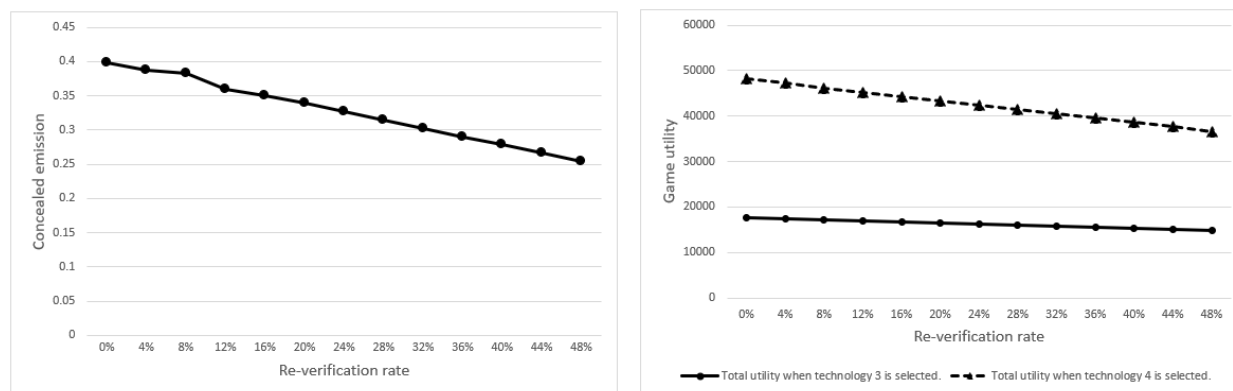 0.45
0.4
0.35
0.3
0.25
0.2
0.15
0.1
0.05
0
Concealed emission
0% 4% 8% 12% 16% 20% 24% 28% 32% 36% 40% 44% 48%
Re-verification rate
60000
50000
40000
30000
20000
10000
0
Game utility
0% 4% 8% 12% 16% 20% 24% 28% 32% 36% 40% 44% 48%
Re-verification rate
Total utility when technology 3 is selected. Total utility when technology 4 is selected.